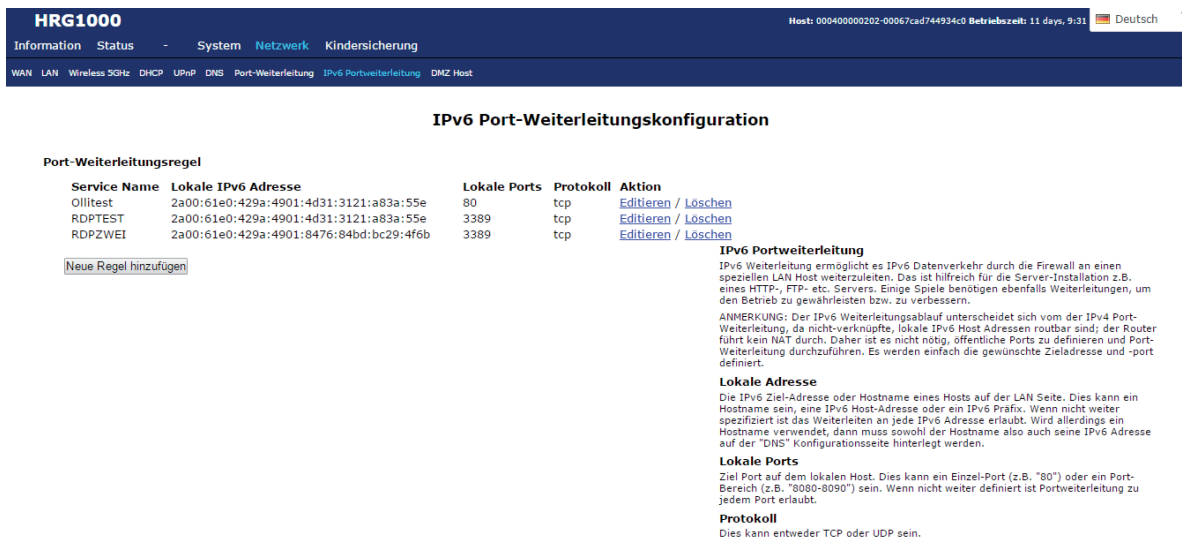 HRG1000
Host: 000400000202-00067cad744934c0 Betriebszeit: 11 days, 9:31
Deutsch
Information Status - System Netzwerk Kindersicherung
WAN LAN Wireless 5GHz DHCP UPnP DNS Port-Weiterleitung IPv6 Portweiterleitung DMZ Host
IPv6 Port-Weiterleitungskonfiguration
Port-Weiterleitungsregel
Service Name Lokale IPv6 Adresse Lokale Ports Protokoll Aktion
Ollitest 2a00:61e0:429a:4901:4d31:3121:a83a:55e 80 tcp Editieren / Löschen
RDPTEST 2a00:61e0:429a:4901:4d31:3121:a83a:55e 3389 tcp Editieren / Löschen
RDPZWEI 2a00:61e0:429a:4901:8476:84bd:bc29:4f6b 3389 tcp Editieren / Löschen
Neue Regel hinzufügen
IPv6 Portweiterleitung
IPv6 Weiterleitung ermöglicht es IPv6 Datenverkehr durch die Firewall an einen
speziellen LAN Host weiterzuleiten. Das ist hilfreich für die Server-Installation z.B.
eines HTTP-, FTP- etc. Servers. Einige Spiele benötigen ebenfalls Weiterleitungen, um
den Betrieb zu gewährleisten bzw. zu verbessern.
ANMERKUNG: Der IPv6 Weiterleitungsablauf unterscheidet sich vom der IPv4 Port-
Weiterleitung, da nicht-verknüpfte, lokale IPv6 Host Adressen routbar sind; der Router
führt kein NAT durch. Daher ist es nicht nötig, öffentliche Ports zu definieren und Port-
Weiterleitung durchzuführen. Es werden einfach die gewünschte Zieladresse und -port
definiert.
Lokale Adresse
Die IPv6 Ziel-Adresse oder Hostname eines Hosts auf der LAN Seite. Dies kann ein
Hostname sein, eine IPv6 Host-Adresse oder ein IPv6 Präfix. Wenn nicht weiter
spezifiziert ist das Weiterleiten an jede IPv6 Adresse erlaubt. Wird allerdings ein
Hostname verwendet, dann muss sowohl der Hostname also auch seine IPv6 Adresse
auf der "DNS" Konfigurationsseite hinterlegt werden.
Lokale Ports
Ziel Port auf dem lokalen Host. Dies kann ein Einzel-Port (z.B. "80") oder ein Port-
Bereich (z.B. "8080-8090") sein. Wenn nicht weiter definiert ist Portweiterleitung zu
jedem Port erlaubt.
Protokoll
Dies kann entweder TCP oder UDP sein.